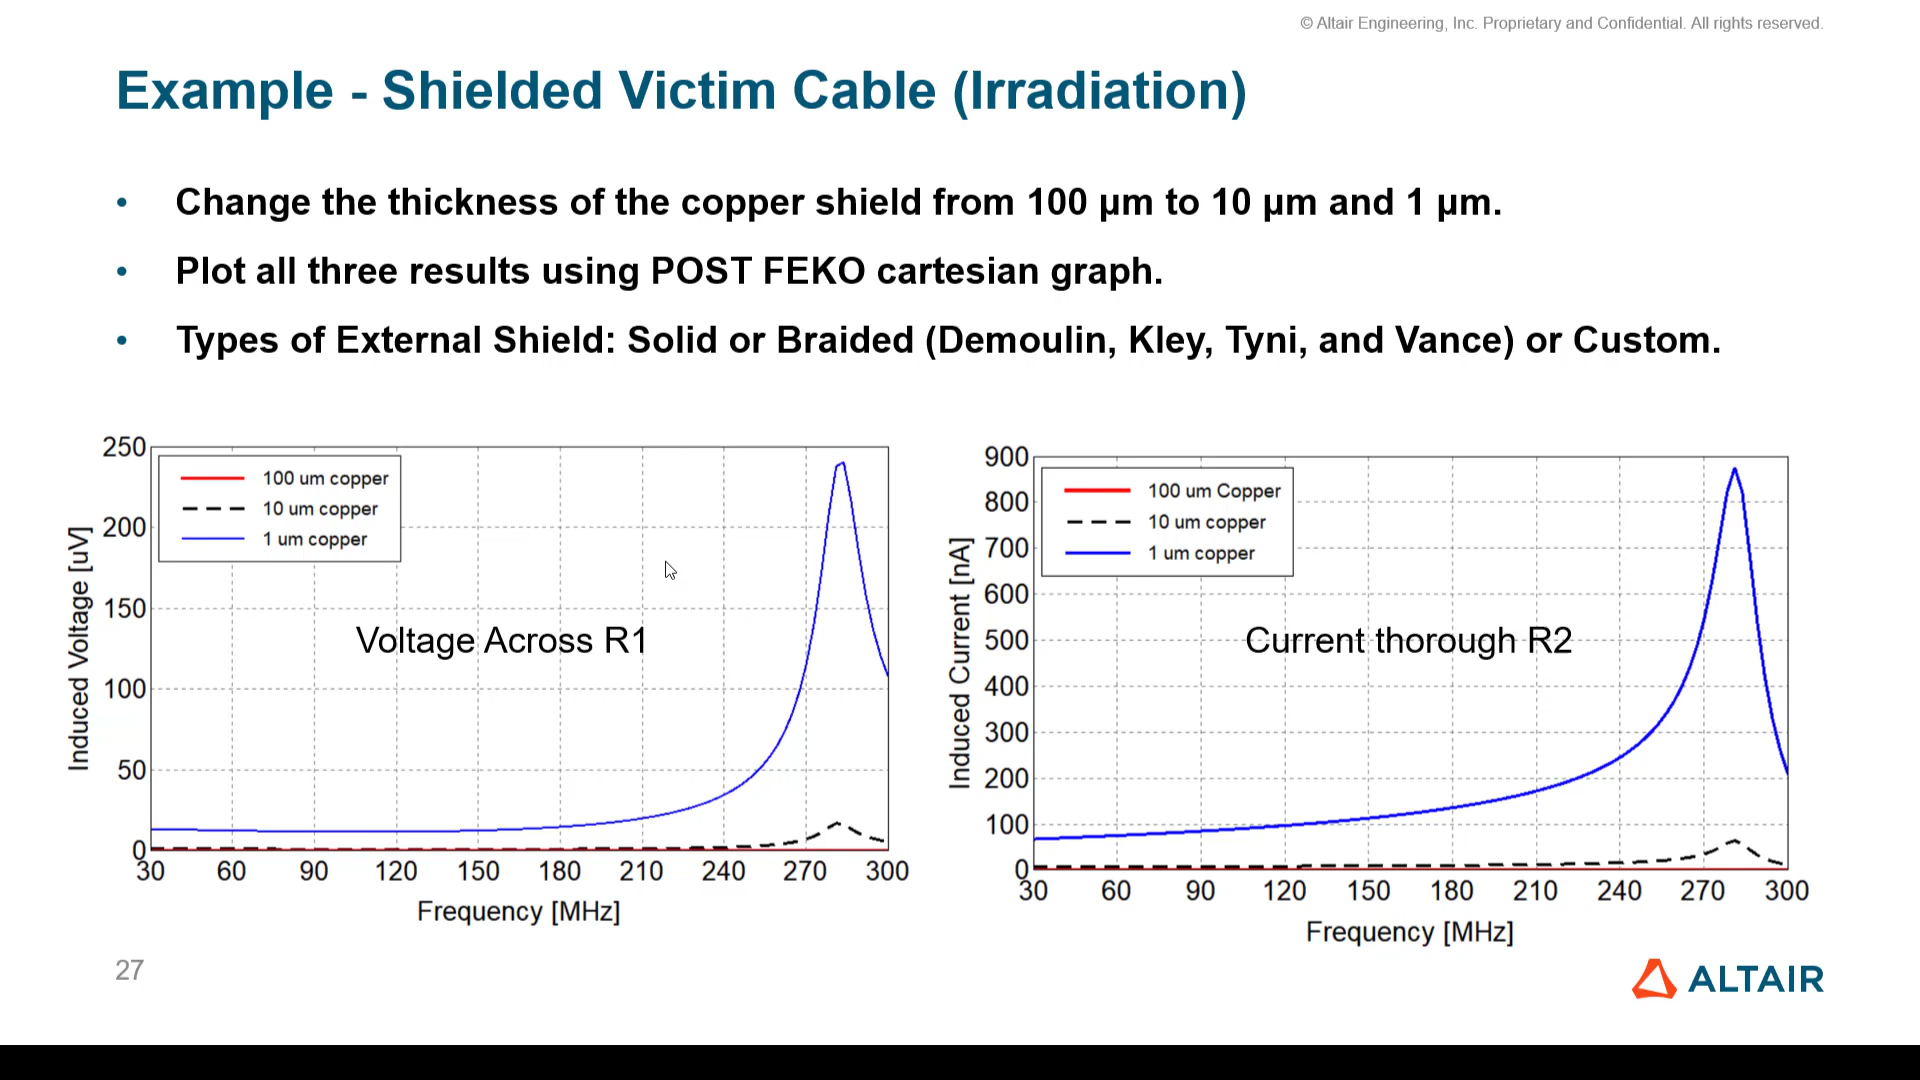 © Altair Engineering, Inc. Proprietary and Confidential. All rights reserved.
Example - Shielded Victim Cable (Irradiation)
• Change the thickness of the copper shield from 100 µm to 10 µm and 1 µm.
• Plot all three results using POST FEKO cartesian graph.
• Types of External Shield: Solid or Braided (Demoulin, Kley, Tyni, and Vance) or Custom.
250
200
150
100
50
0
Induced Voltage [uV]
100 um copper
10 um copper
1 um copper
Voltage Across R1
30 60 90 120 150 180 210 240 270 300
Frequency [MHz]
900
800
700
600
500
400
300
200
100
0
Induced Current [nA]
100 um Copper
10 um copper
1 um copper
Current thorough R2
30 60 90 120 150 180 210 240 270 300
Frequency [MHz]
27
ALTAIR